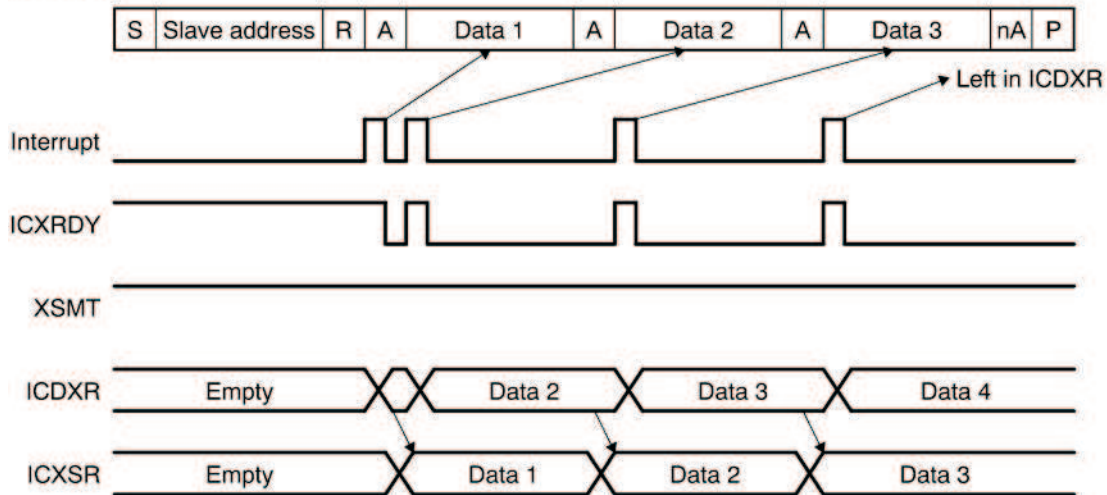 S Slave address R A Data 1 A Data 2 A Data 3 nA P
Left in ICDXR
Interrupt
ICXRDY
XSMT
ICDXR Empty Data 2 Data 3 Data 4
ICXSR Empty Data 1 Data 2 Data 3